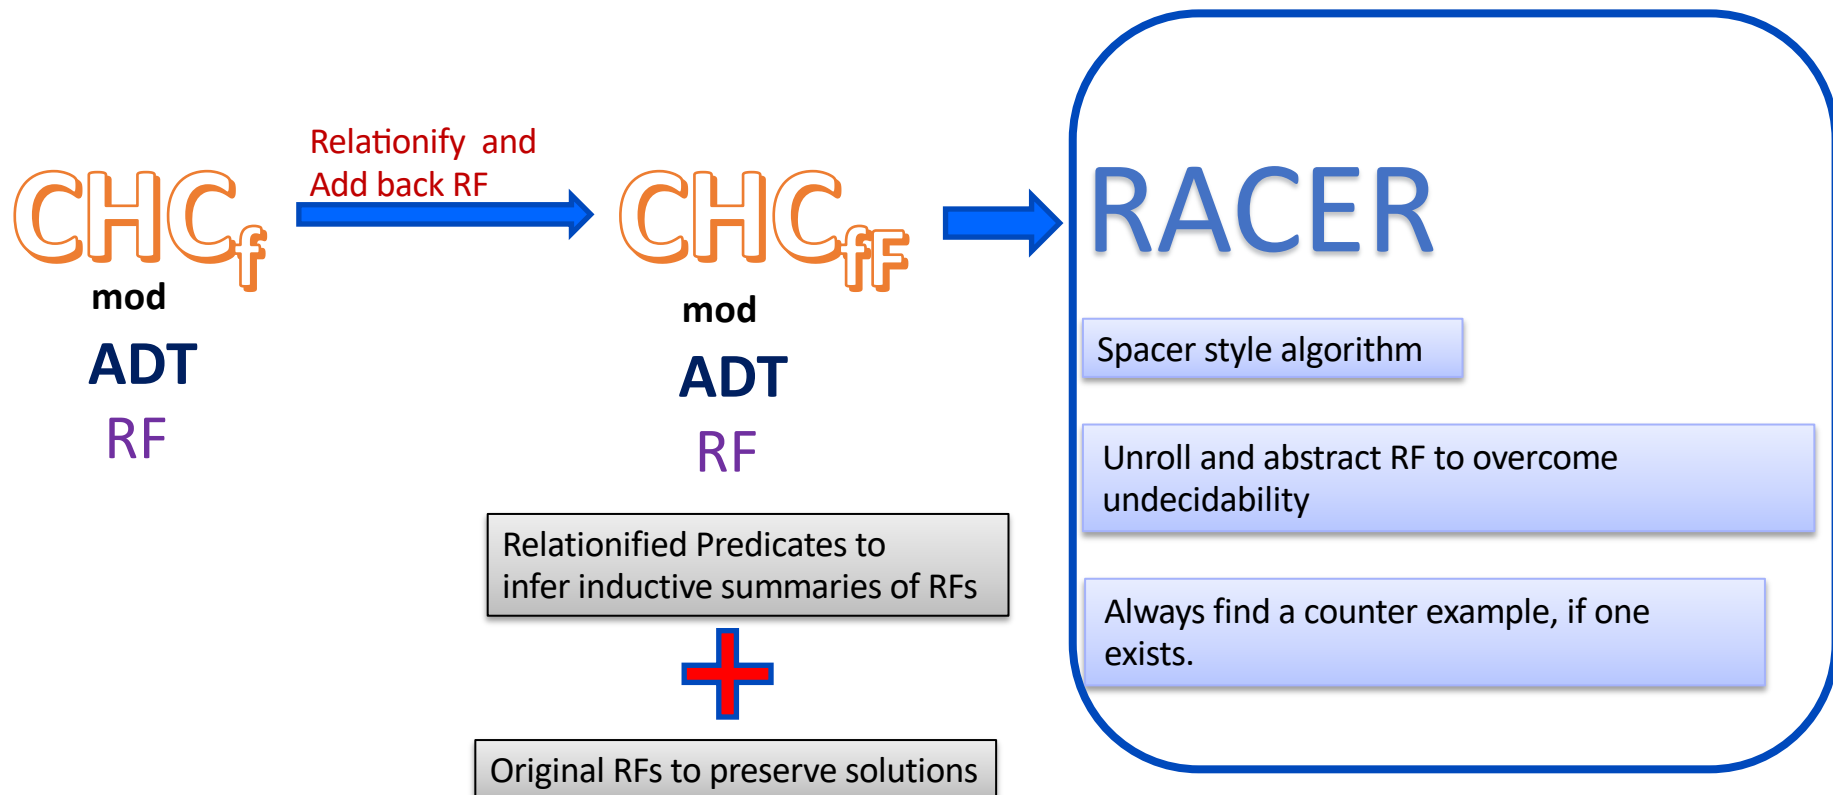 CHCf
mod
ADT
RF
Relationify and
Add back RF
CHCfF
mod
ADT
RF
Relationified Predicates to
infer inductive summaries of RFs
Original RFs to preserve solutions
RACER
Spacer style algorithm
Unroll and abstract RF to overcome
undecidability
Always find a counter example, if one
exists.